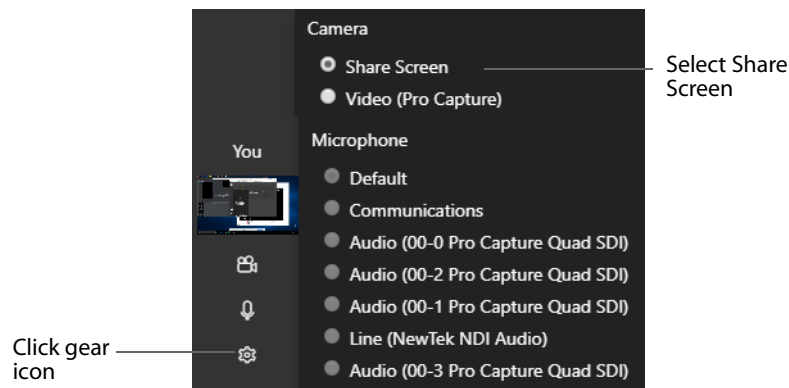 Camera
Share Screen
Select Share
Screen
Video (Pro Capture)
Microphone
You
Default
Communications
Audio (00-0 Pro Capture Quad SDI)
Audio (00-2 Pro Capture Quad SDI)
Audio (00-1 Pro Capture Quad SDI)
Line (NewTek NDI Audio)
Audio (00-3 Pro Capture Quad SDI)
Click gear
icon